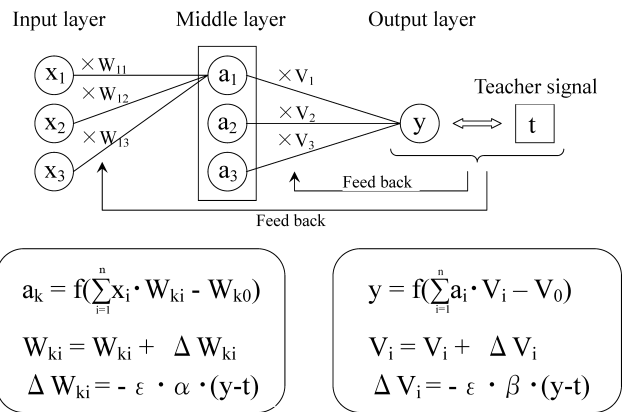 Input layer Middle layer Output layer
x1 ×W11 a1 ×V1
Teacher signal
×W12
x2 a2 ×V2 y t
×W13 ×V3
x3 a3
Feed back
Feed back
ak = f(∑i=1n xi・Wki - Wk0)
Wki = Wki + ΔWki
ΔWki = - ε・α・(y-t)
y = f(∑i=1n ai・Vi – V0)
Vi = Vi + ΔVi
ΔVi = - ε・β・(y-t)